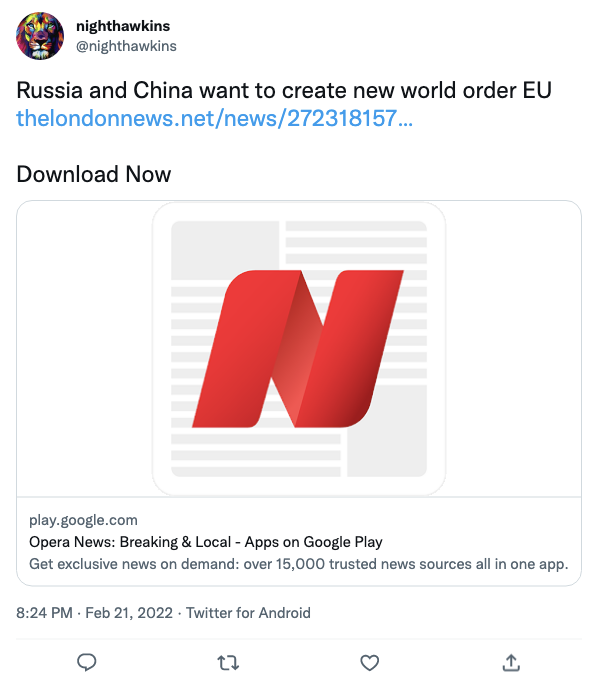 nighthawkins
@nighthawkins
Russia and China want to create new world order EU
thelondonnews.net/news/272318157...
Download Now
play.google.com
Opera News: Breaking & Local - Apps on Google Play
Get exclusive news on demand: over 15,000 trusted news sources all in one app.
8:24 PM · Feb 21, 2022 · Twitter for Android